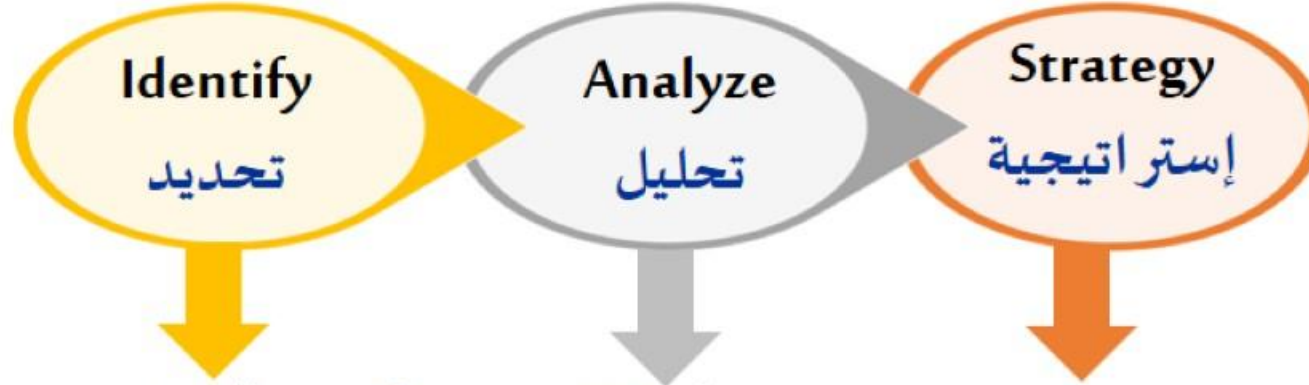 Identify
تحديد
Analyze
تحليل
Strategy
إستراتيجية